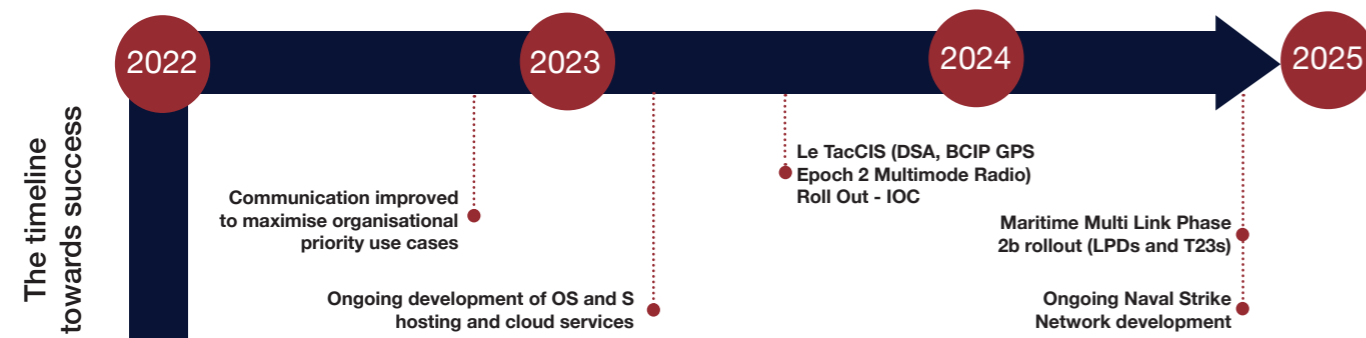 2022
2023
2024
2025
The timeline
towards success
Communication improved
to maximise organisational
priority use cases
Ongoing development of OS and S
hosting and cloud services
Le TacCIS (DSA, BCIP GPS
Epoch 2 Multimode Radio)
Roll Out - IOC
Maritime Multi Link Phase
2b rollout (LPDs and T23s)
Ongoing Naval Strike
Network development